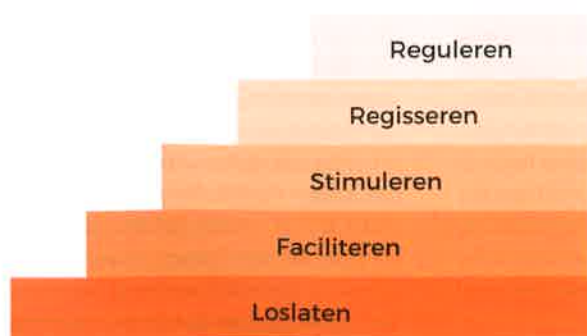 Reguleren
Regisseren
Stimuleren
Faciliteren
Loslaten